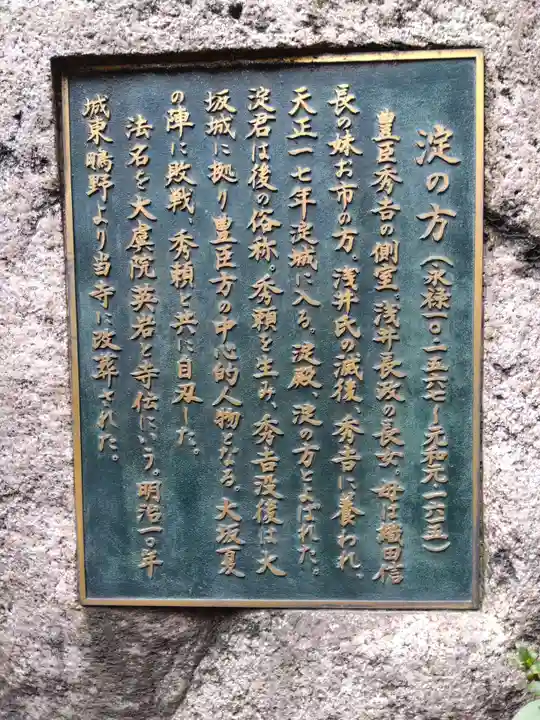 淀の方（永禄一〇・一五六七〜元和元一六一五）
豊臣秀吉の側室。浅井長政の長女。母は織田信
長の妹お市の方。浅井氏の滅後、秀吉に養われ、
天正一七年淀城に入る。淀殿、淀の方とよばれた。
淀君は後の俗称。秀頼を生み、秀吉没後は大
坂城に拠り豊臣方の中心的人物となる。大坂夏
の陣に敗戦、秀頼と共に自刃した。
法名を大虞院英岩と寺伝にいう。明治一〇年
城東鴫野より当寺に改葬された。